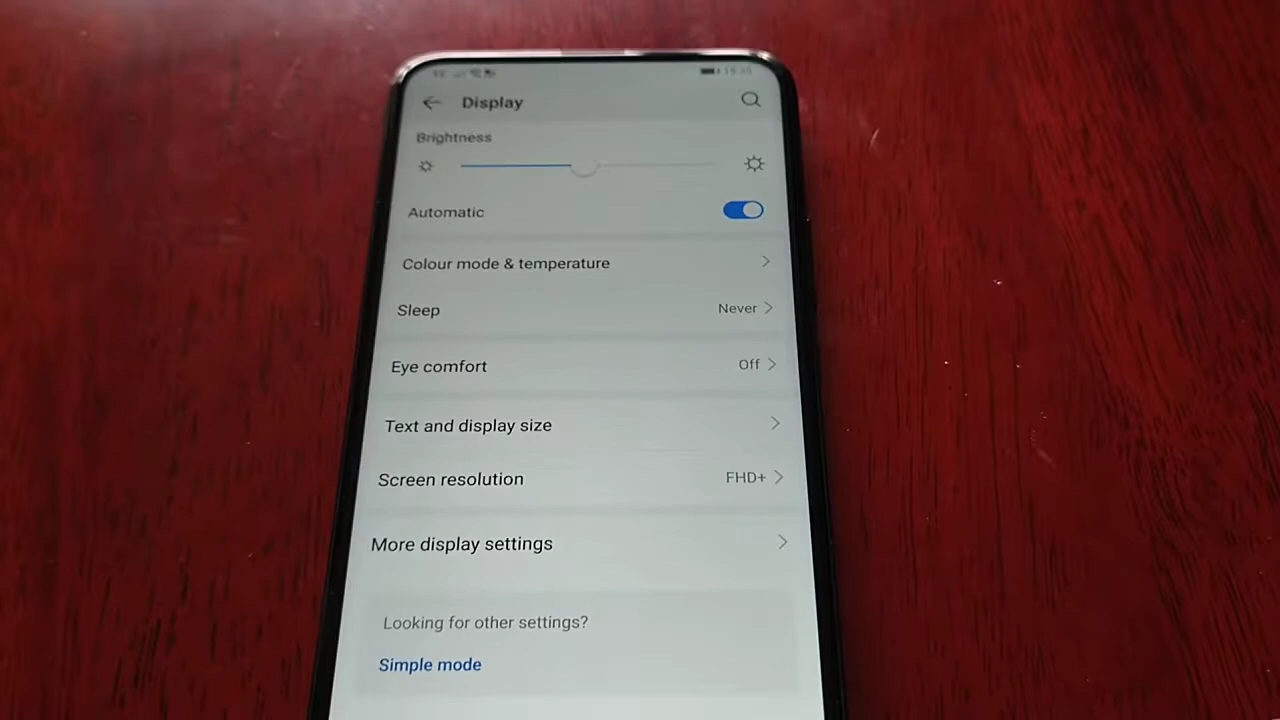 Display
Brightness
Automatic
Colour mode & temperature
Sleep Never
Eye comfort Off
Text and display size
Screen resolution FHD+
More display settings
Looking for other settings?
Simple mode